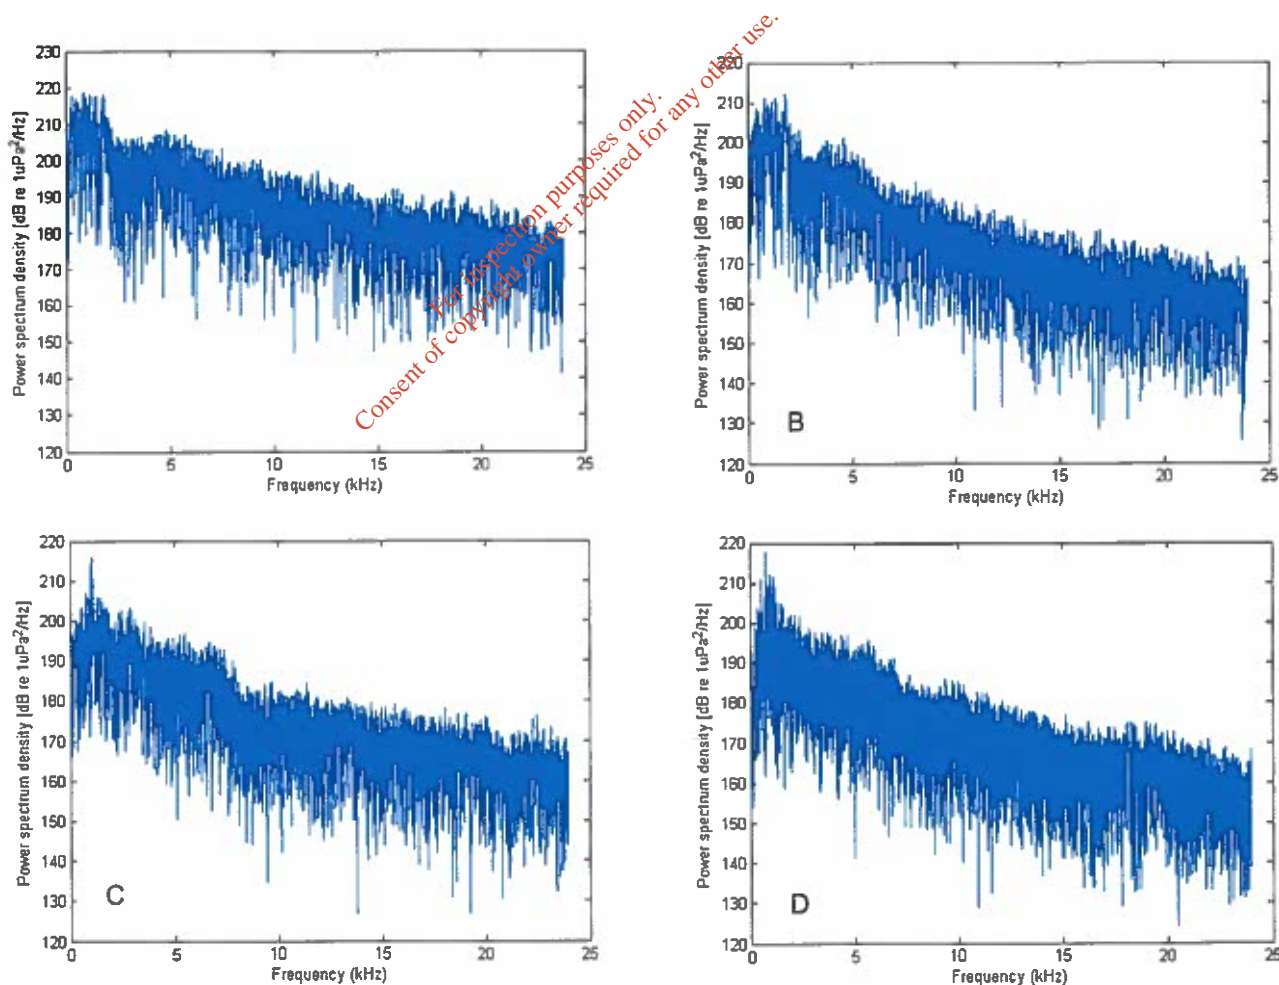 230
220
210
200
190
180
170
160
150
140
130
120
Power spectrum density [dB re 1uPa²/Hz]
0 5 10 15 20 25
Frequency (kHz)
For inspection purposes only.
Consent of copyright owner required for any other use.
220
210
200
190
180
170
160
150
140
130
120
Power spectrum density [dB re 1uPa²/Hz]
B
0 5 10 15 20 25
Frequency (kHz)
220
210
200
190
180
170
160
150
140
130
120
Power spectrum density [dB re 1uPa²/Hz]
C
0 5 10 15 20 25
Frequency (kHz)
220
210
200
190
180
170
160
150
140
130
120
Power spectrum density [dB re 1uPa²/Hz]
D
0 5 10 15 20 25
Frequency (kHz)